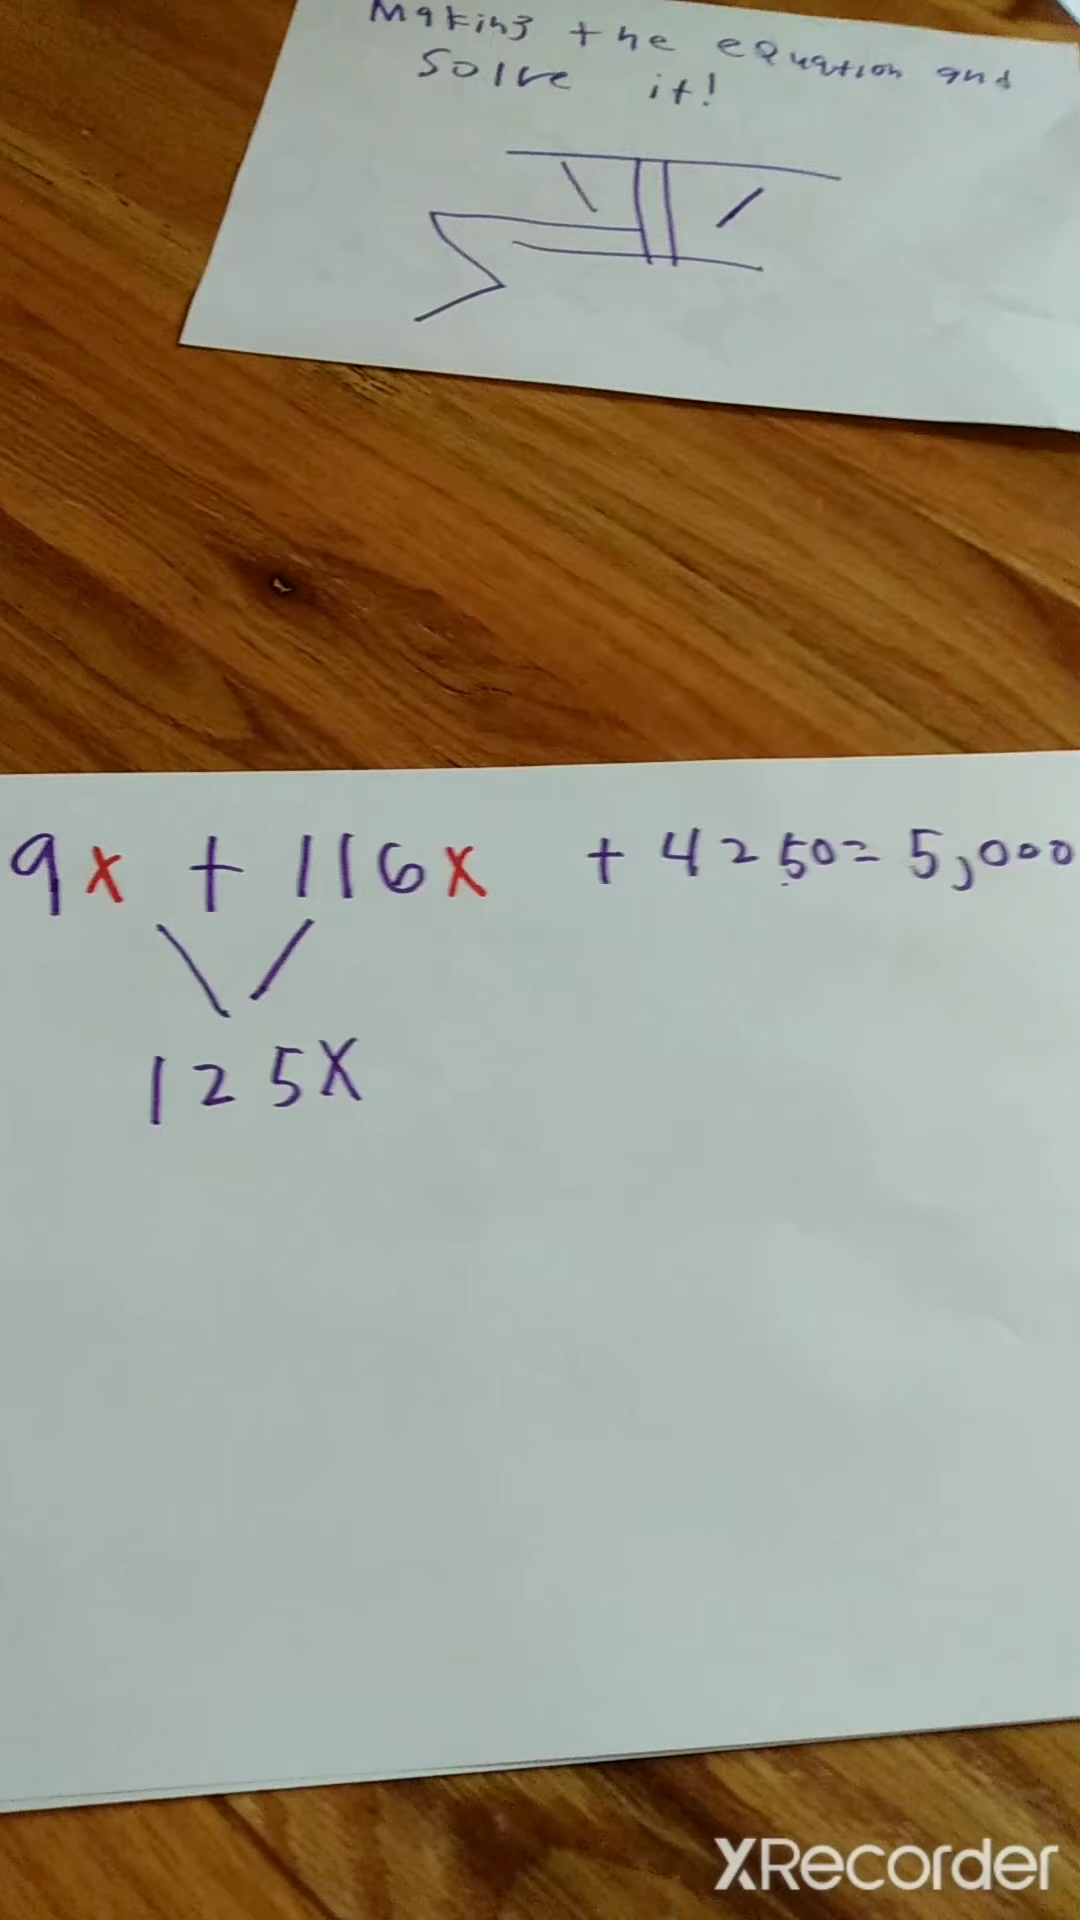 Making the equation and
solve it!
9x + 116x + 4250= 5,000
125x
XRecorder